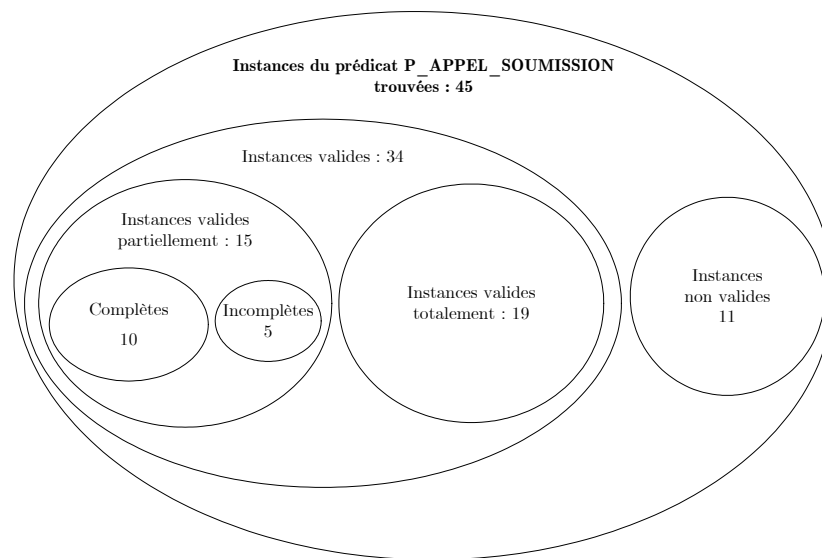 Instances du prédicat P_APPEL_SOUMISSION
trouvées : 45
Instances valides : 34
Instances valides
partiellement : 15
Complètes
10
Incomplètes
5
Instances valides
totalement : 19
Instances
non valides
11